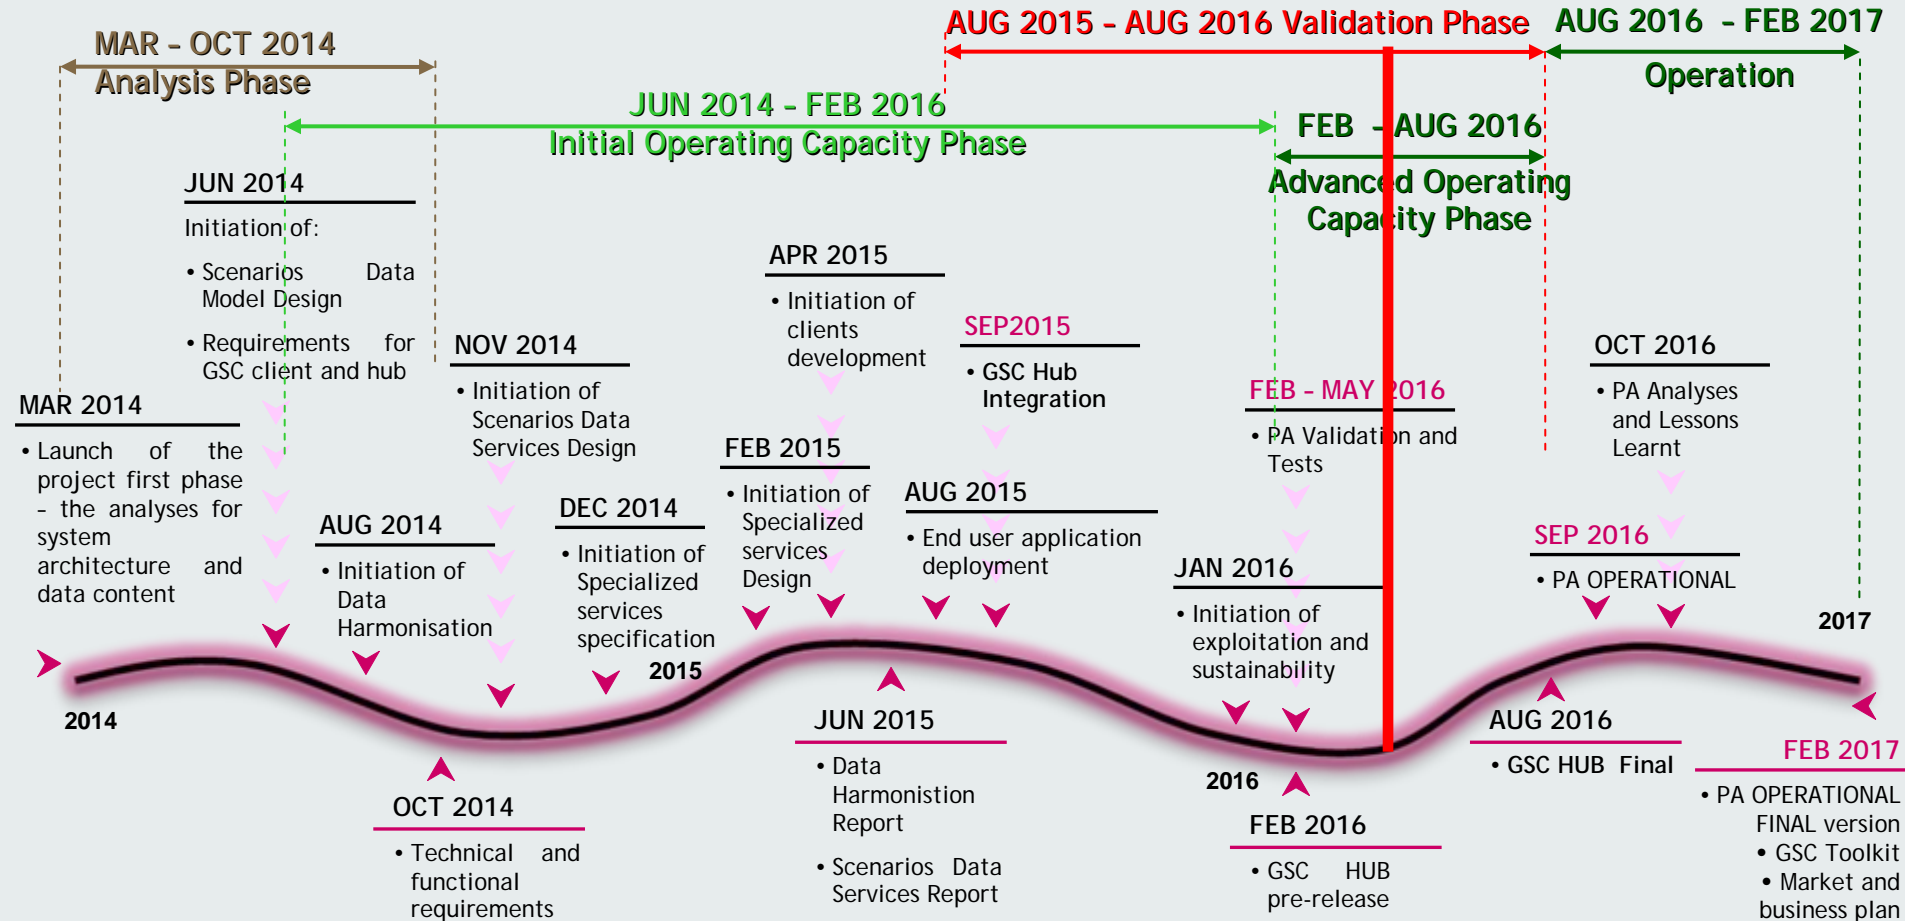 MAR - OCT 2014
Analysis Phase
JUN 2014 - FEB 2016
Initial Operating Capacity Phase
AUG 2015 - AUG 2016 Validation Phase
FEB - AUG 2016
Advanced Operating
Capacity Phase
AUG 2016 - FEB 2017
Operation
MAR 2014
• Launch of the
project first phase
- the analyses for
system
architecture and
data content
JUN 2014
Initiation of:
• Scenarios Data
Model Design
• Requirements for
GSC client and hub
AUG 2014
• Initiation of
Data
Harmonisation
OCT 2014
• Technical and
functional
requirements
NOV 2014
• Initiation of
Scenarios Data
Services Design
DEC 2014
• Initiation of
Specialized
services
specification
FEB 2015
• Initiation of
Specialized
services
Design
APR 2015
• Initiation of
clients
development
JUN 2015
• Data
Harmonistion
Report
• Scenarios Data
Services Report
AUG 2015
• End user application
deployment
SEP2015
• GSC Hub
Integration
JAN 2016
• Initiation of
exploitation and
sustainability
FEB - MAY 2016
• PA Validation and
Tests
FEB 2016
• GSC HUB
pre-release
AUG 2016
• GSC HUB Final
SEP 2016
• PA OPERATIONAL
OCT 2016
• PA Analyses
and Lessons
Learnt
FEB 2017
• PA OPERATIONAL
FINAL version
• GSC Toolkit
• Market and
business plan
2014
2015
2016
2017